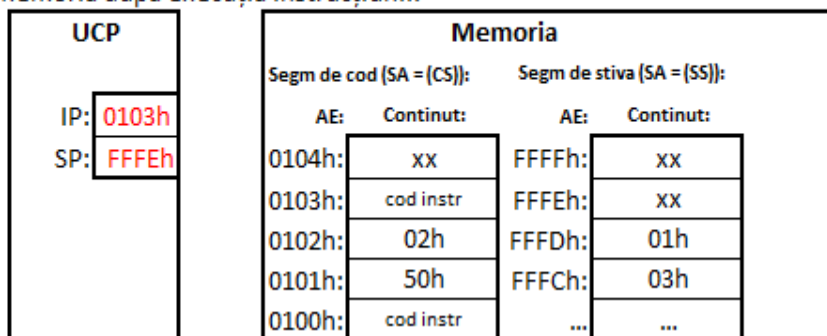 UCP Memoria
Segm de cod (SA = (CS)): Segm de stiva (SA = (SS)):
AE: Continut: AE: Continut:
IP: 0103h
SP: FFFEh
0104h: xx FFFFh: xx
0103h: cod instr FFFEh: xx
0102h: 02h FFFDh: 01h
0101h: 50h FFFCh: 03h
0100h: cod instr ... ...